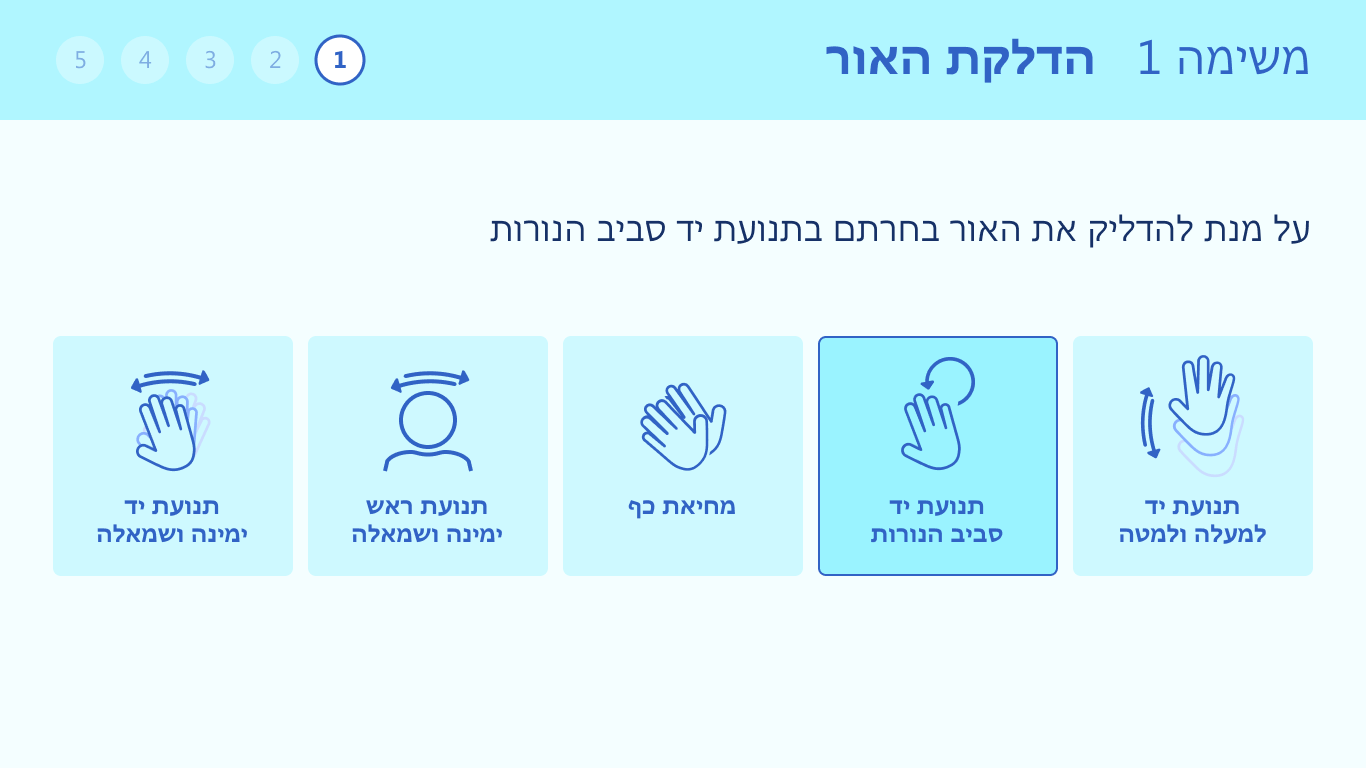 משימה 1 הדלקת האור
1 2 3 4 5
על מנת להדליק את האור בחרתם בתנועת יד סביב הנורות
תנועת יד
למעלה ולמטה
תנועת יד
סביב הנורות
מחיאת כף
תנועת ראש
ימינה ושמאלה
תנועת יד
ימינה ושמאלה